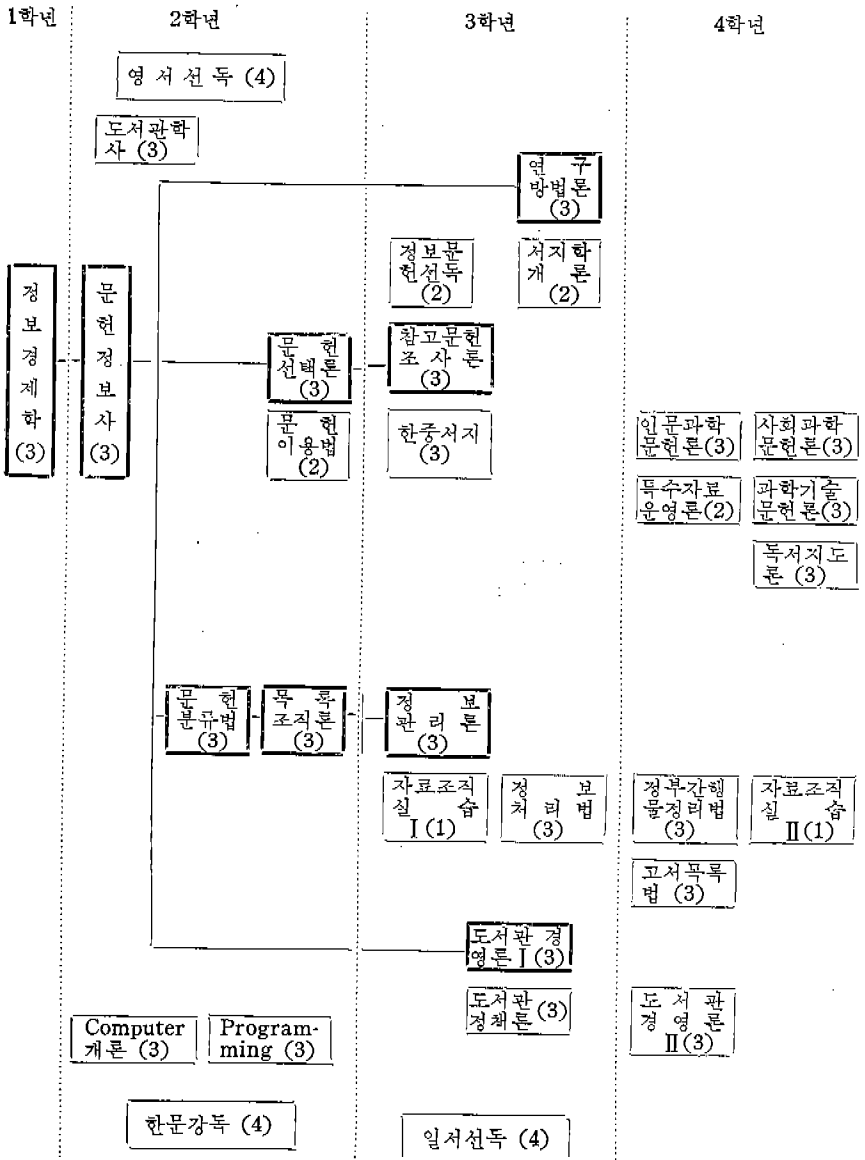 1학년 2학년 3학년 4학년
영서선독 (4)
도서관학
사 (3)
연구
방법론
(3)
정보문
헌선독
(2)
서지학
개론
(2)
정
보
경
제
학
(3)
문
헌
정
보
사
(3)
문헌
선택론
(3)
참고문헌
조사론
(3)
문헌
이용법
(2)
한중서지
(3)
인문과학
문헌론(3)
사회과학
문헌론(3)
특수자료
운영론(2)
과학기술
문헌론(3)
독서지도
론 (3)
문헌
분류법
(3)
목록
조직론
(3)
정보
관리론
(3)
자료조직
실습
I (1)
정보
처리법
(3)
정부간행
물정리법
(3)
자료조직
실습
II(1)
고서목록
법 (3)
도서관 경
영론 I (3)
도서관
정책론 (3)
도서관
경영론
II(3)
Computer
개론 (3)
Program-
ming (3)
한문강독 (4)
일서선독 (4)